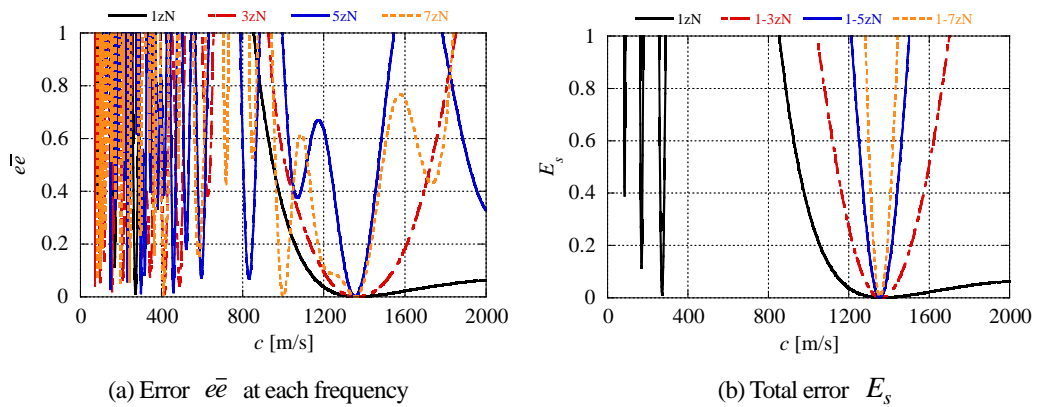 1zN 3zN 5zN 7zN
1
0.8
0.6
0.4
0.2
0
eē
0 400 800 1200 1600 2000
c [m/s]
(a) Error eē at each frequency
1zN 1-3zN 1-5zN 1-7zN
1
0.8
0.6
0.4
0.2
0
E_s
0 400 800 1200 1600 2000
c [m/s]
(b) Total error E_s